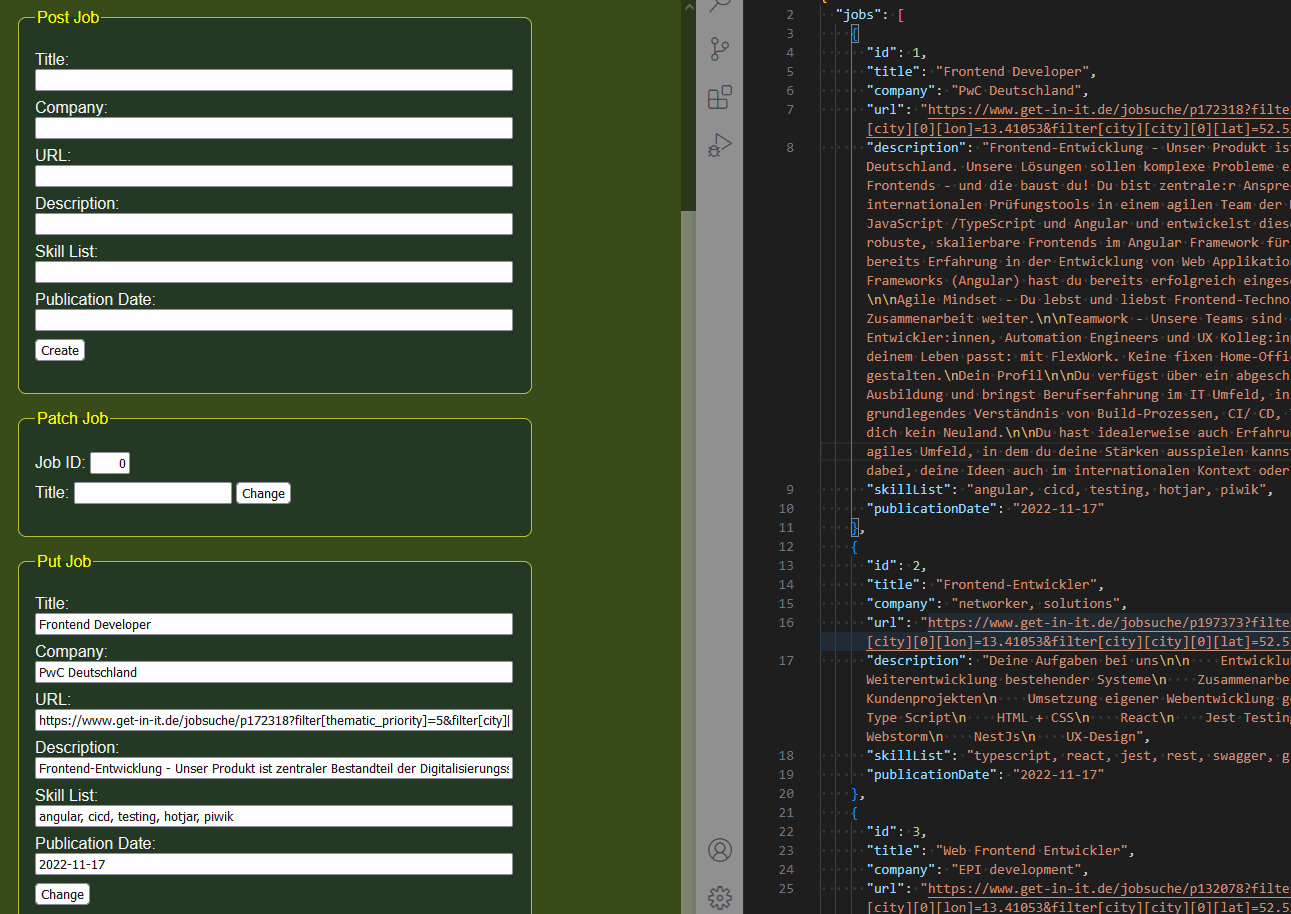 Post Job
Title:
Company:
URL:
Description:
Skill List:
Publication Date:
Create
Patch Job
Job ID: 0
Title: Change
Put Job
Title:
Frontend Developer
Company:
PwC Deutschland
URL:
https://www.get-in-it.de/jobsuche/p172318?filter[thematic_priority]=5&filter[city][
Description:
Frontend-Entwicklung - Unser Produkt ist zentraler Bestandteil der Digitalisierungss
Skill List:
angular, cicd, testing, hotjar, piwik
Publication Date:
2022-11-17
Change
2 "jobs": [
3 {
4 "id": 1,
5 "title": "Frontend Developer",
6 "company": "PwC Deutschland",
7 "url": "https://www.get-in-it.de/jobsuche/p172318?filte
[city][0][lon]=13.41053&filter[city][city][0][lat]=52.5
8 "description": "Frontend-Entwicklung - Unser Produkt ist
Deutschland. Unsere Lösungen sollen komplexe Probleme e
Frontends - und die baust du! Du bist zentrale:r Anspre
internationalen Prüfungstools in einem agilen Team der
JavaScript /TypeScript und Angular und entwickelst dies
robuste, skalierbare Frontends im Angular Framework für
bereits Erfahrung in der Entwicklung von Web Applikatio
Frameworks (Angular) hast du bereits erfolgreich einges
\n\nAgile Mindset - Du lebst und liebst Frontend-Techno
Zusammenarbeit weiter.\n\nTeamwork - Unsere Teams sind
Entwickler:innen, Automation Engineers und UX Kolleg:in
deinem Leben passt: mit FlexWork. Keine fixen Home-Offi
gestalten.\nDein Profil\n\nDu verfügst über ein abgesch
Ausbildung und bringst Berufserfahrung im IT Umfeld, in
grundlegendes Verständnis von Build-Prozessen, CI/ CD,
dich kein Neuland.\n\nDu hast idealerweise auch Erfahru
agiles Umfeld, in dem du deine Stärken ausspielen kanns
dabei, deine Ideen auch im internationalen Kontext oder
9 "skillList": "angular, cicd, testing, hotjar, piwik",
10 "publicationDate": "2022-11-17"
11 },
12 {
13 "id": 2,
14 "title": "Frontend-Entwickler",
15 "company": "networker, solutions",
16 "url": "https://www.get-in-it.de/jobsuche/p197373?filte
[city][0][lon]=13.41053&filter[city][city][0][lat]=52.5
17 "description": "Deine Aufgaben bei uns\n\n    Entwicklu
Weiterentwicklung bestehender Systeme\n    Zusammenarbe
Kundenprojekten\n    Umsetzung eigener Webentwicklung g
Type Script\n    HTML + CSS\n    React\n    Jest Testin
Webstorm\n    NestJs\n    UX-Design",
18 "skillList": "typescript, react, jest, rest, swagger, g
19 "publicationDate": "2022-11-17"
20 },
21 {
22 "id": 3,
23 "title": "Web Frontend Entwickler",
24 "company": "EPI development",
25 "url": "https://www.get-in-it.de/jobsuche/p132078?filte
[city][0][lon]=13.41053&filter[city][city][0][lat]=52.5